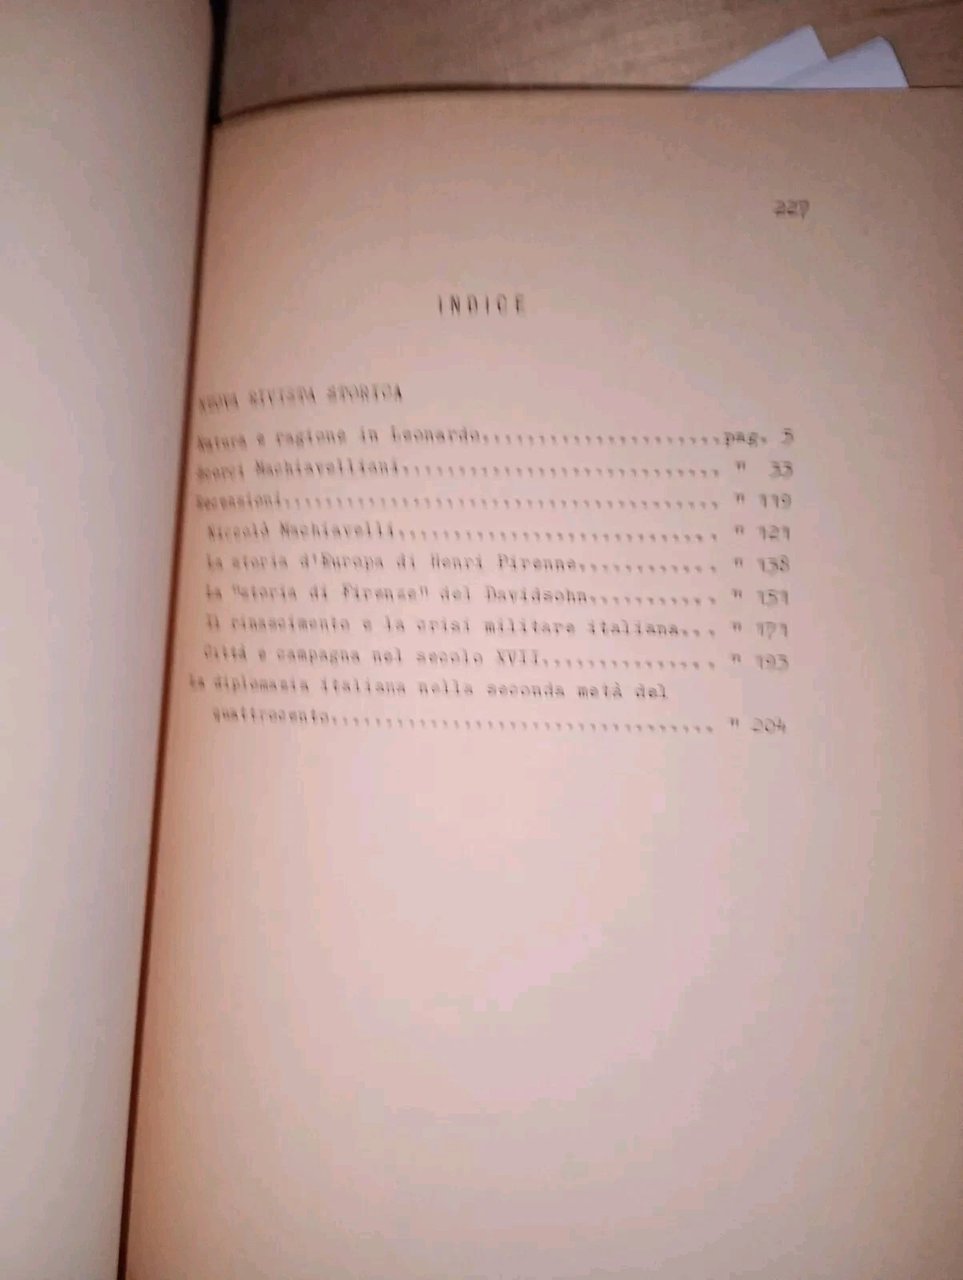 227
INDICE
NUOVA RIVISTA STORICA
Natura e ragione in Leonardo......................pag. 5
Scorci Machiavelliani............................. " 33
Recensioni........................................ " 119
Niccolò Machiavelli............................. " 121
La storia d'Europa di Henri Pirenne............. " 138
La "storia di Firenze" del Davidsohn............ " 151
Il rinascimento e la crisi militare italiana... " 171
Città e campagna nel secolo XVII................ " 193
La diplomazia italiana nella seconda metà del
quattrocento.................................... " 204